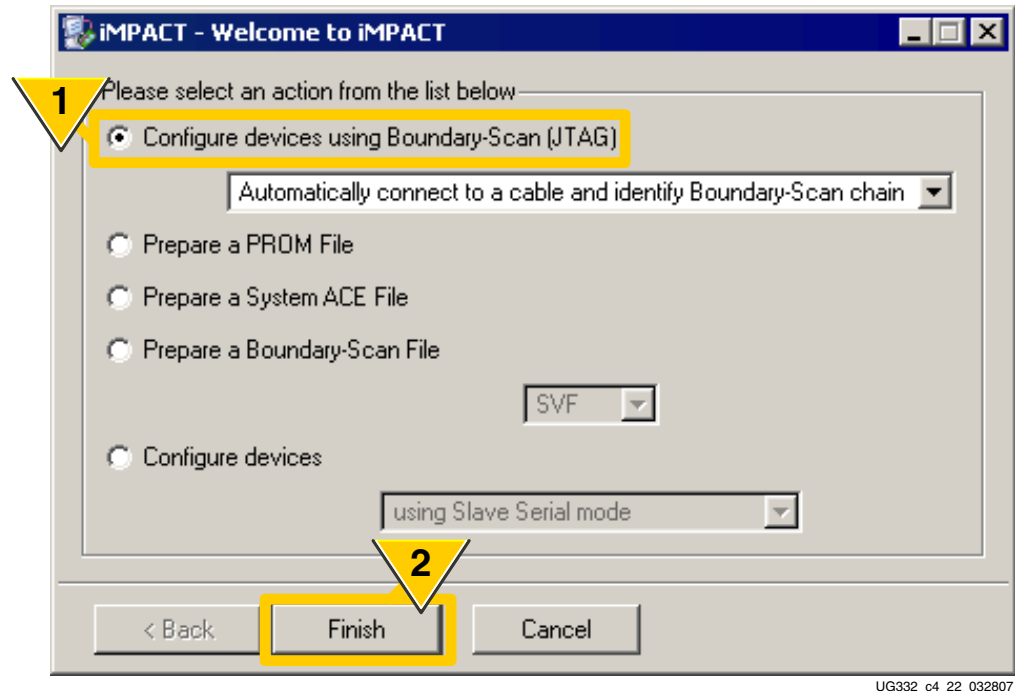 iMPACT - Welcome to iMPACT
1
Please select an action from the list below
Configure devices using Boundary-Scan (JTAG)
Automatically connect to a cable and identify Boundary-Scan chain
Prepare a PROM File
Prepare a System ACE File
Prepare a Boundary-Scan File
SVF
Configure devices
using Slave Serial mode
2
< Back Finish Cancel
UG332_c4_22_032807